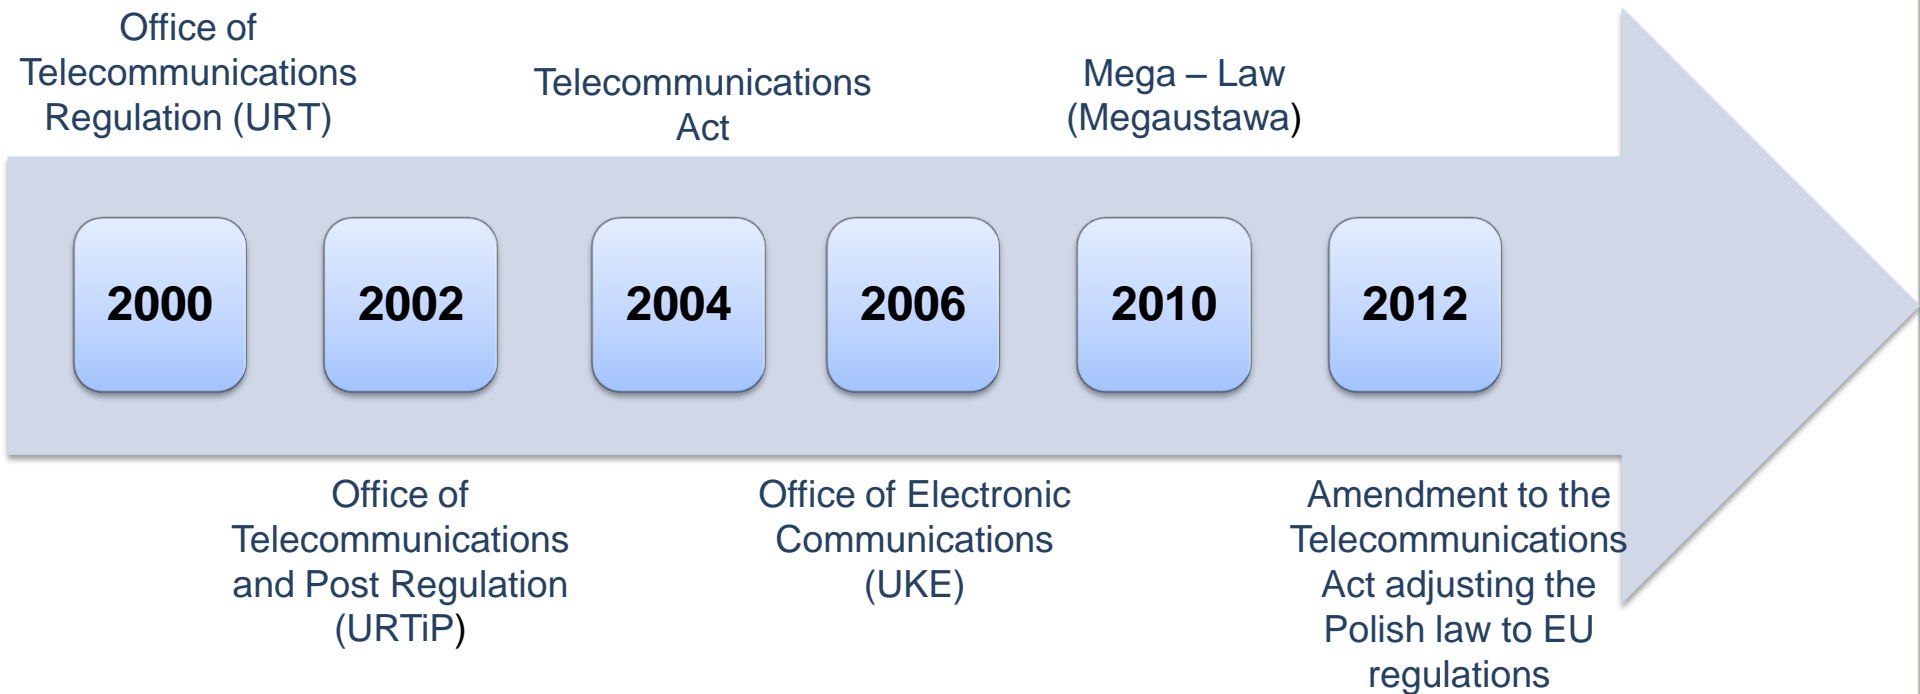 Office of
Telecommunications
Regulation (URT)
Telecommunications
Act
Mega – Law
(Megaustawa)
2000
2002
2004
2006
2010
2012
Office of
Telecommunications
and Post Regulation
(URTiP)
Office of Electronic
Communications
(UKE)
Amendment to the
Telecommunications
Act adjusting the
Polish law to EU
regulations